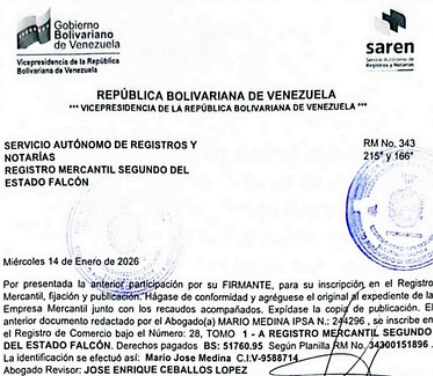 Gobierno
Bolivariano
de Venezuela
Vicepresidencia de la República
Bolivariana de Venezuela
saren
Servicio Autónomo de
Registros y Notarías
REPÚBLICA BOLIVARIANA DE VENEZUELA
*** VICEPRESIDENCIA DE LA REPÚBLICA BOLIVARIANA DE VENEZUELA ***
SERVICIO AUTÓNOMO DE REGISTROS Y
NOTARÍAS
REGISTRO MERCANTIL SEGUNDO DEL
ESTADO FALCÓN
RM No. 343
215° y 166°
Miércoles 14 de Enero de 2026
Por presentada la anterior participación por su FIRMANTE, para su inscripción en el Registro
Mercantil, fijación y publicación. Hágase de conformidad y agréguese el original al expediente de la
Empresa Mercantil junto con los recaudos acompañados. Expídase la copia de publicación. El
anterior documento redactado por el Abogado(a) MARIO MEDINA IPSA N.: 244296 , se inscribe en
el Registro de Comercio bajo el Número: 28, TOMO 1 - A REGISTRO MERCANTIL SEGUNDO
DEL ESTADO FALCÓN. Derechos pagados BS: 51760.95 Según Planilla RM No. 34300151896 .
La identificación se efectuó así: Mario Jose Medina C.I:V-9588714
Abogado Revisor: JOSE ENRIQUE CEBALLOS LOPEZ